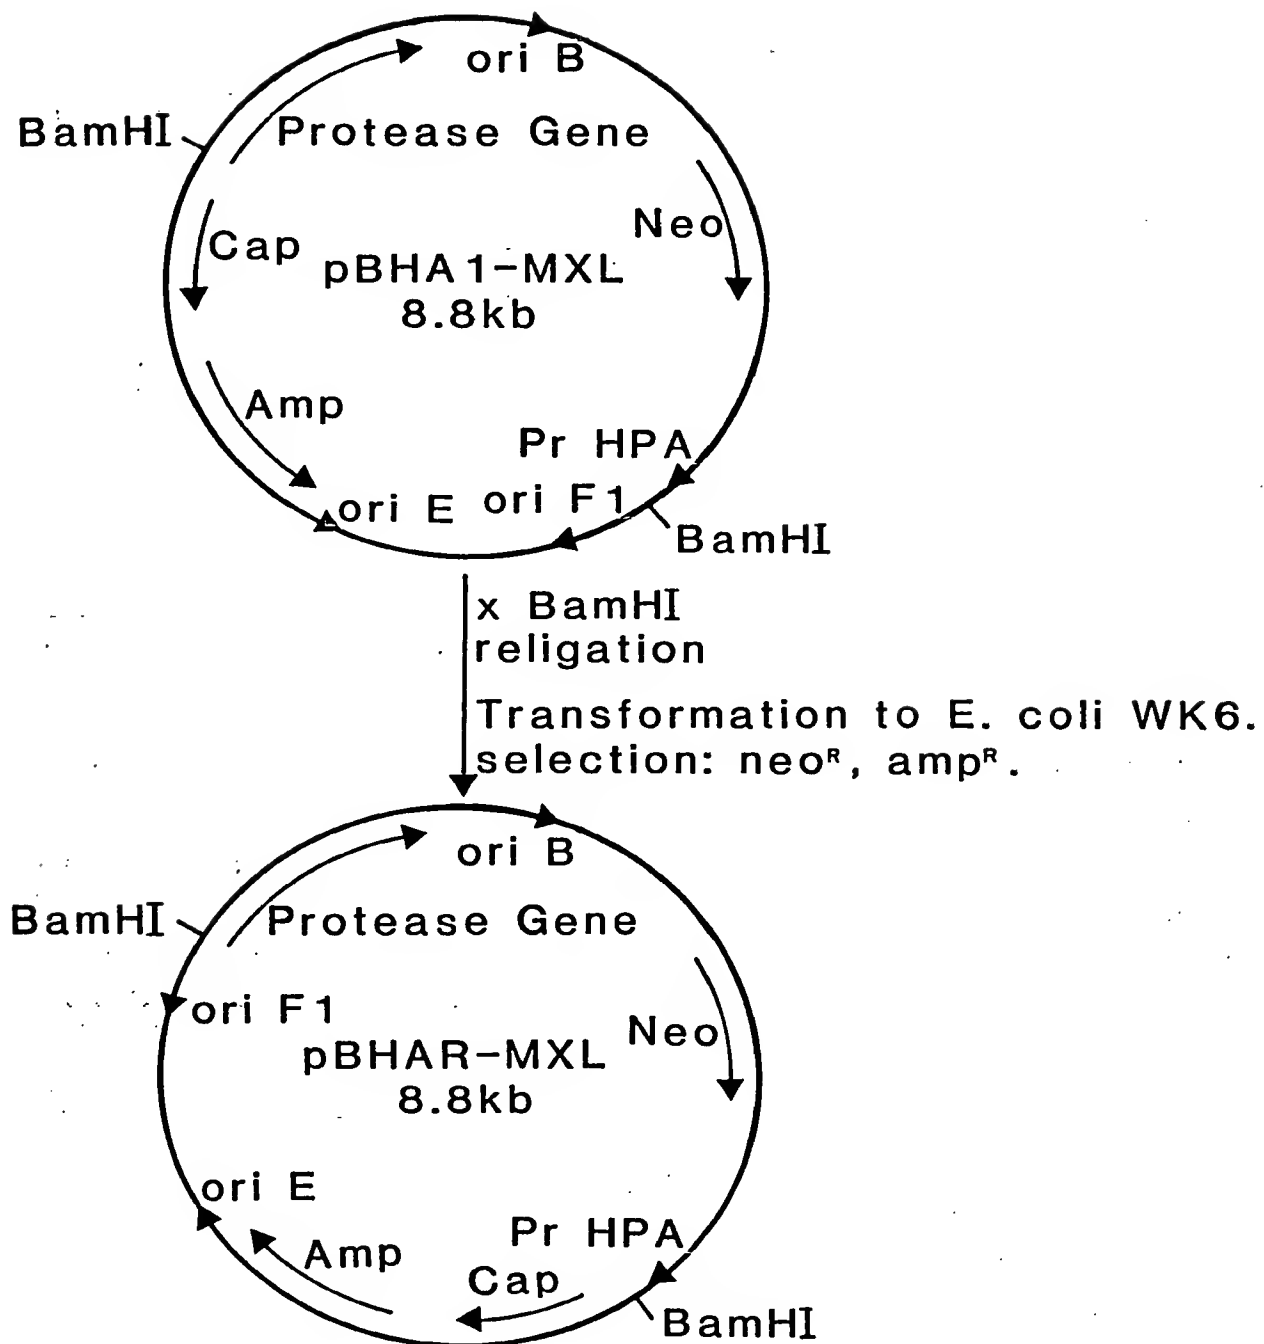 ori B
BamHI
Protease Gene
Neo
Cap
pBHA1-MXL
8.8kb
Amp
Pr HPA
ori E
ori F1
BamHI
x BamHI
religation
Transformation to E. coli WK6.
selection: neoᴿ, ampᴿ.
ori B
BamHI
Protease Gene
ori F1
Neo
pBHAR-MXL
8.8kb
ori E
Pr HPA
Amp
Cap
BamHI